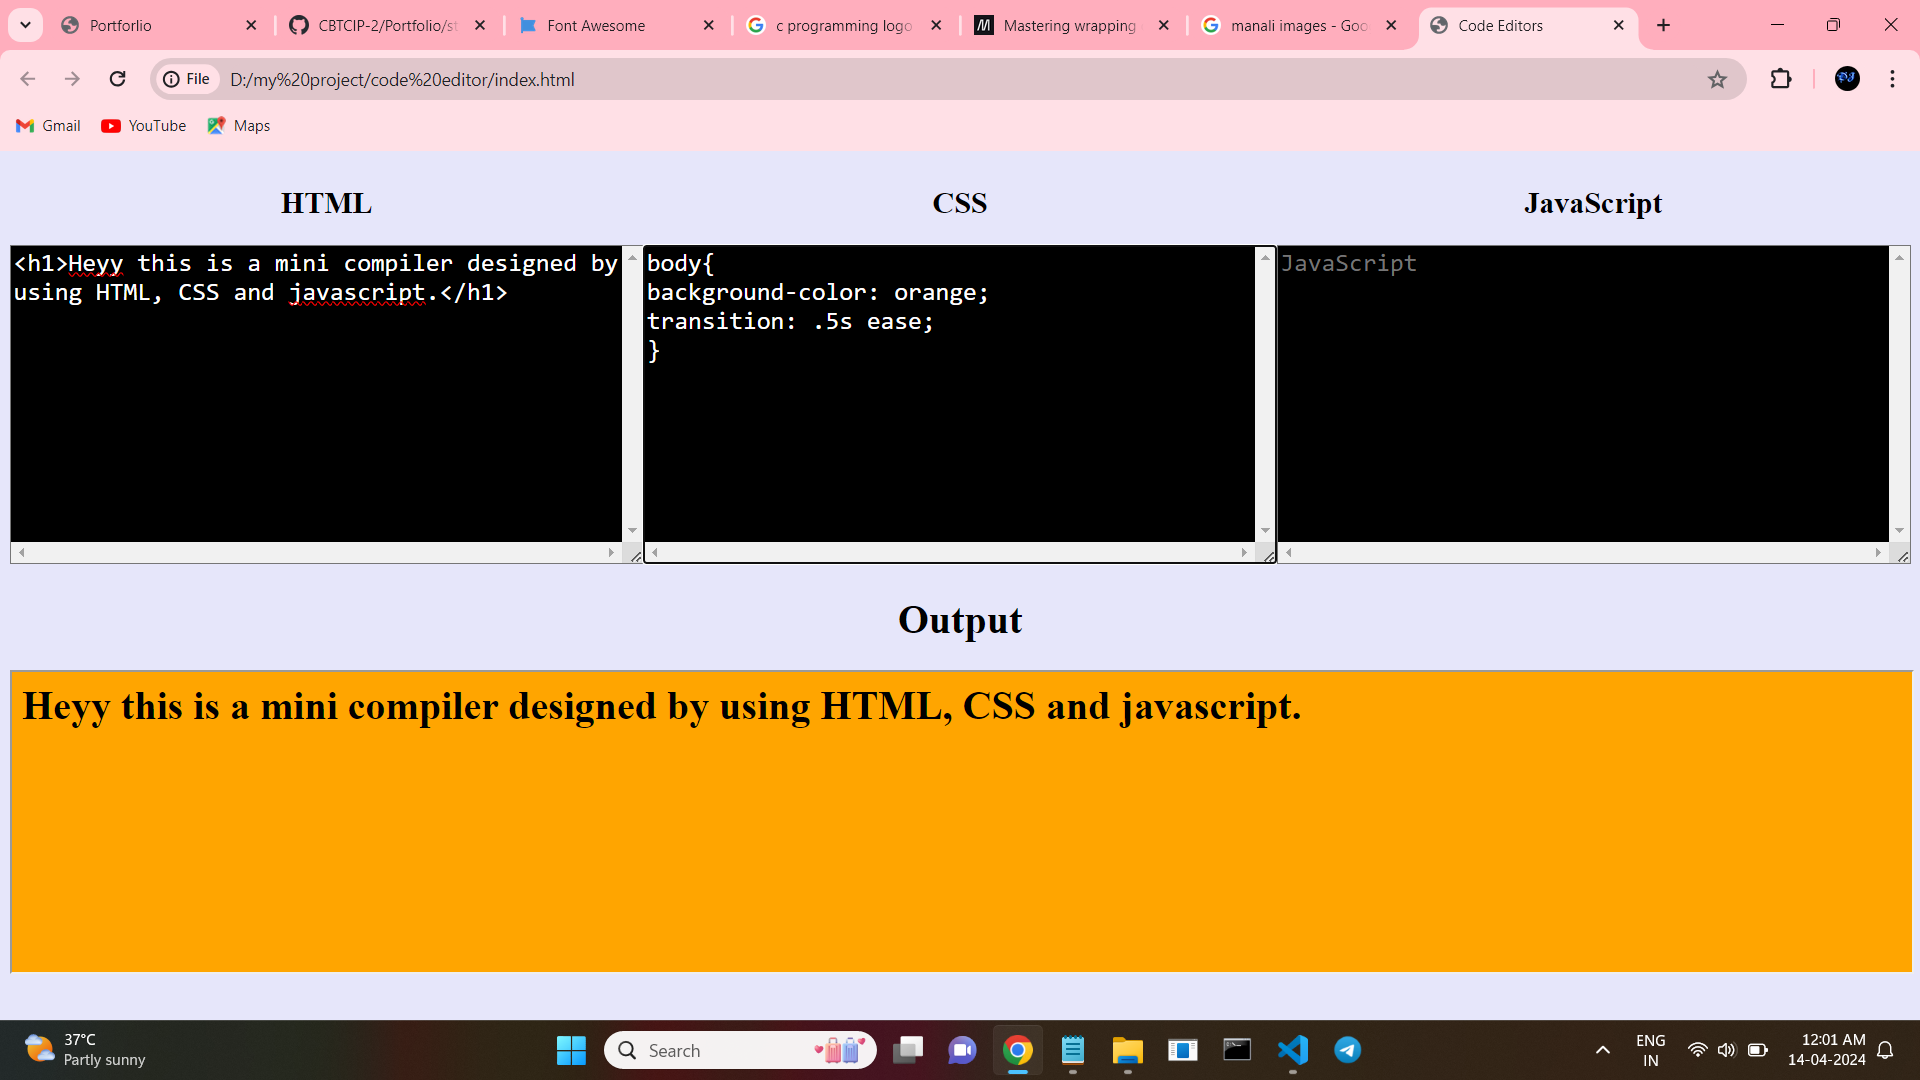 Portforlio
CBTCIP-2/Portfolio/st
Font Awesome
c programming logo
Mastering wrapping
manali images - Goo
Code Editors
File
D:/my%20project/code%20editor/index.html
Gmail
YouTube
Maps
HTML
CSS
JavaScript
<h1>Heyy this is a mini compiler designed by
using HTML, CSS and javascript.</h1>
body{
background-color: orange;
transition: .5s ease;
}
JavaScript
Output
Heyy this is a mini compiler designed by using HTML, CSS and javascript.
37°C
Partly sunny
Search
ENG
IN
12:01 AM
14-04-2024